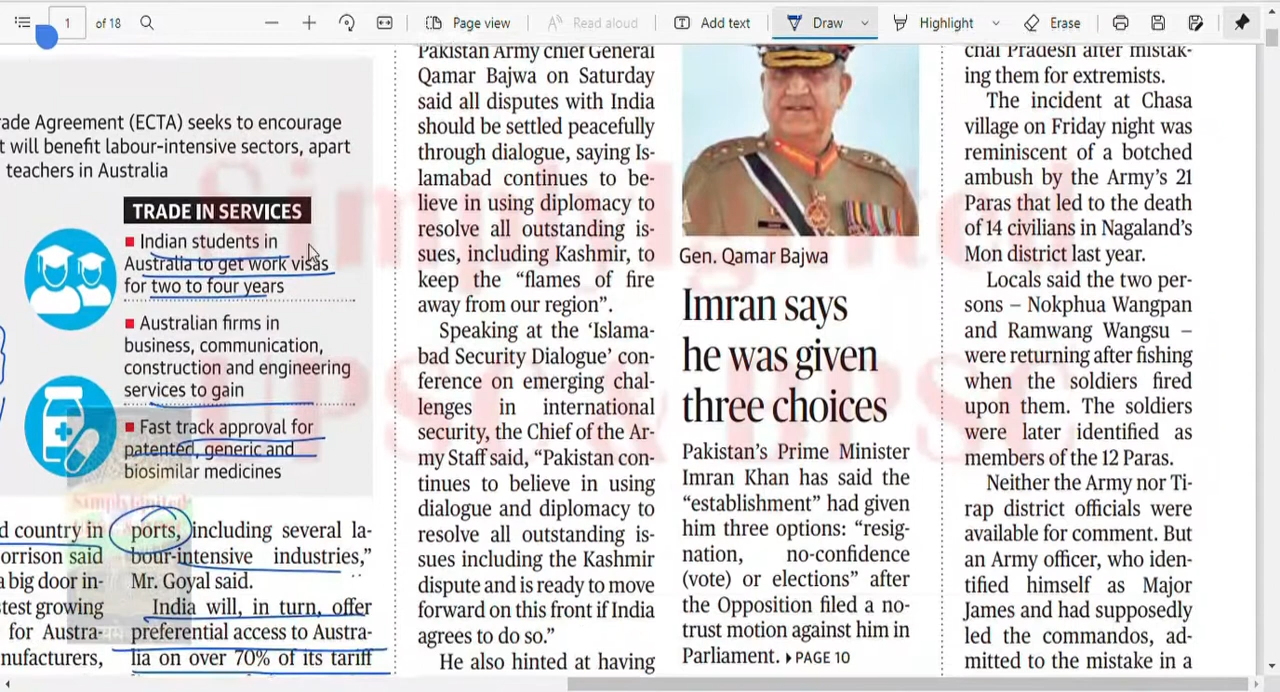 1
of 18
Page view
Read aloud
Add text
Draw
Highlight
Erase
rade Agreement (ECTA) seeks to encourage
t will benefit labour-intensive sectors, apart
teachers in Australia
TRADE IN SERVICES
Indian students in
Australia to get work visas
for two to four years
Australian firms in
business, communication,
construction and engineering
services to gain
Fast track approval for
patented, generic and
biosimilar medicines
d country in
orrison said
a big door in-
test growing
for Austra-
nufacturers,
ports, including several la-
bour-intensive industries,”
Mr. Goyal said.
India will, in turn, offer
preferential access to Austra-
lia on over 70% of its tariff
Pakistan Army chief General
Qamar Bajwa on Saturday
said all disputes with India
should be settled peacefully
through dialogue, saying Is-
lamabad continues to be-
lieve in using diplomacy to
resolve all outstanding is-
sues, including Kashmir, to
keep the “flames of fire
away from our region”.
Speaking at the ‘Islama-
bad Security Dialogue’ con-
ference on emerging chal-
lenges in international
security, the Chief of the Ar-
my Staff said, “Pakistan con-
tinues to believe in using
dialogue and diplomacy to
resolve all outstanding is-
sues including the Kashmir
dispute and is ready to move
forward on this front if India
agrees to do so.”
He also hinted at having
Gen. Qamar Bajwa
Imran says
he was given
three choices
Pakistan’s Prime Minister
Imran Khan has said the
“establishment” had given
him three options: “resig-
nation, no-confidence
(vote) or elections” after
the Opposition filed a no-
trust motion against him in
Parliament. PAGE 10
chal Pradesh after mistak-
ing them for extremists.
The incident at Chasa
village on Friday night was
reminiscent of a botched
ambush by the Army’s 21
Paras that led to the death
of 14 civilians in Nagaland’s
Mon district last year.
Locals said the two per-
sons – Nokphua Wangpan
and Ramwang Wangsu –
were returning after fishing
when the soldiers fired
upon them. The soldiers
were later identified as
members of the 12 Paras.
Neither the Army nor Ti-
rap district officials were
available for comment. But
an Army officer, who iden-
tified himself as Major
James and had supposedly
led the commandos, ad-
mitted to the mistake in a
Simply Ignited
UPSC & BPSC
Simply Ignited